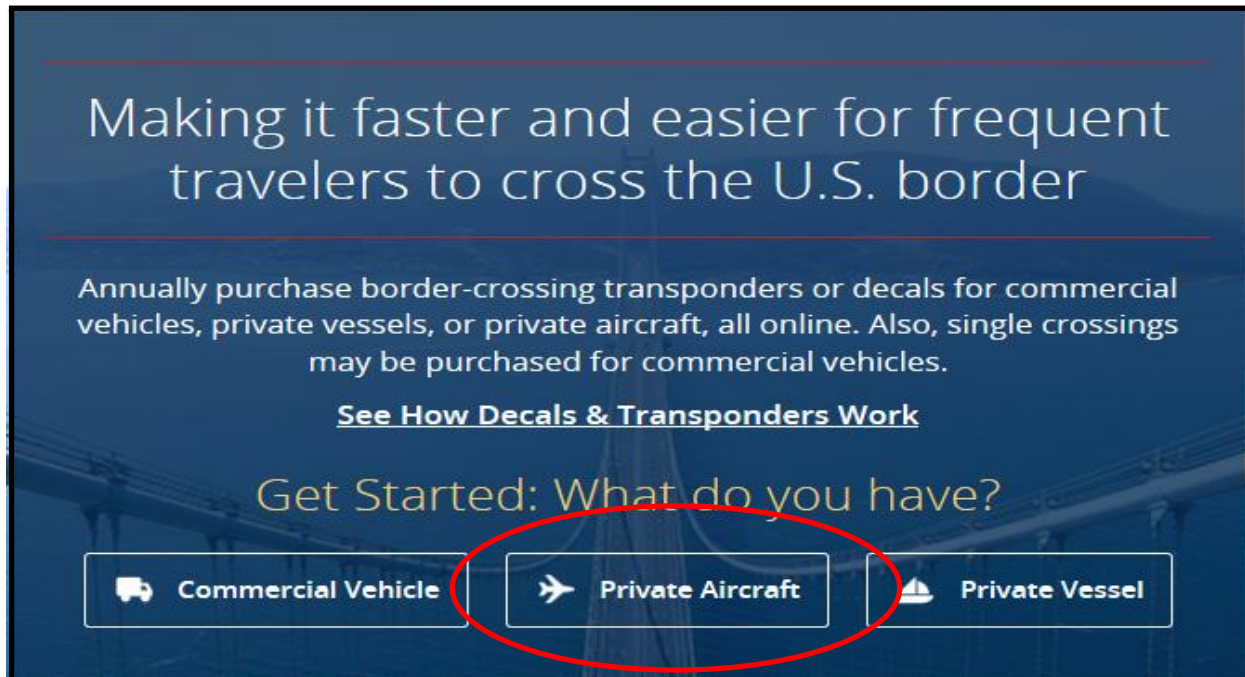 Making it faster and easier for frequent
travelers to cross the U.S. border
Annually purchase border-crossing transponders or decals for commercial
vehicles, private vessels, or private aircraft, all online. Also, single crossings
may be purchased for commercial vehicles.
See How Decals & Transponders Work
Get Started: What do you have?
Commercial Vehicle
Private Aircraft
Private Vessel